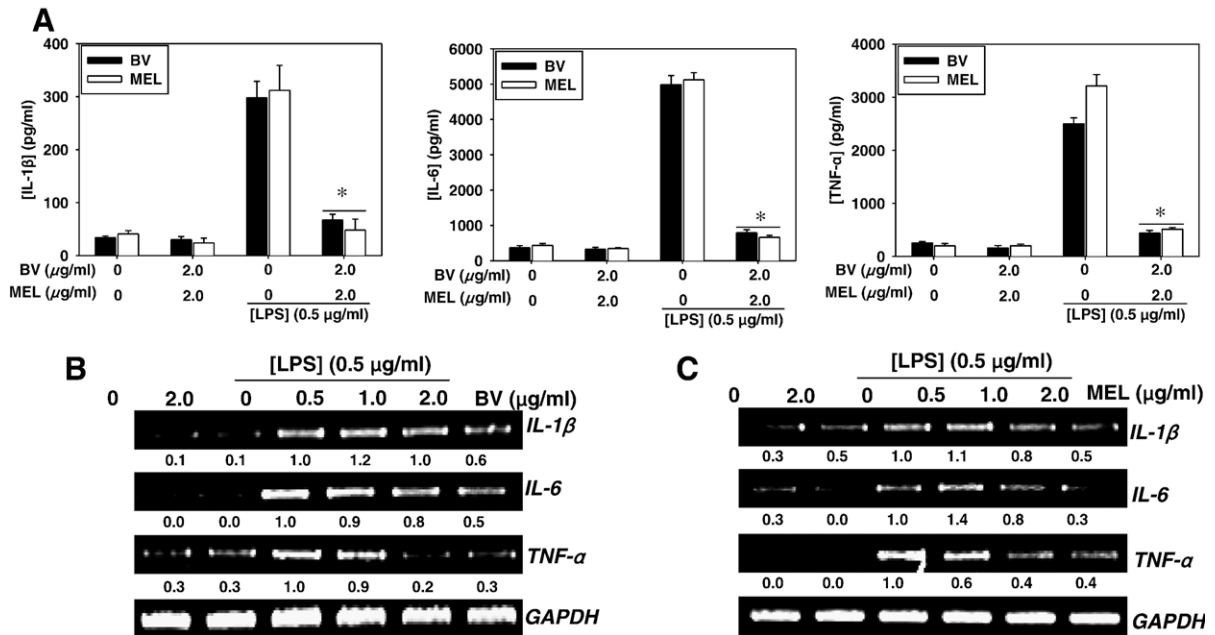 A
400
300
200
100
0
[IL-1β] (pg/ml)
BV
MEL
*
BV (μg/ml) 0 2.0 0 2.0
MEL (μg/ml) 0 2.0 0 2.0
[LPS] (0.5 μg/ml)
6000
5000
4000
3000
2000
1000
0
[IL-6] (pg/ml)
BV
MEL
*
BV (μg/ml) 0 2.0 0 2.0
MEL (μg/ml) 0 2.0 0 2.0
[LPS] (0.5 μg/ml)
4000
3000
2000
1000
0
[TNF-α] (pg/ml)
BV
MEL
*
BV (μg/ml) 0 2.0 0 2.0
MEL (μg/ml) 0 2.0 0 2.0
[LPS] (0.5 μg/ml)
B
[LPS] (0.5 μg/ml)
0 2.0 0 0.5 1.0 2.0 BV (μg/ml)
IL-1β
0.1 0.1 1.0 1.2 1.0 0.6
IL-6
0.0 0.0 1.0 0.9 0.8 0.5
TNF-α
0.3 0.3 1.0 0.9 0.2 0.3
GAPDH
C
[LPS] (0.5 μg/ml)
0 2.0 0 0.5 1.0 2.0 MEL (μg/ml)
IL-1β
0.3 0.5 1.0 1.1 0.8 0.5
IL-6
0.3 0.0 1.0 1.4 0.8 0.3
TNF-α
0.0 0.0 1.0 0.6 0.4 0.4
GAPDH